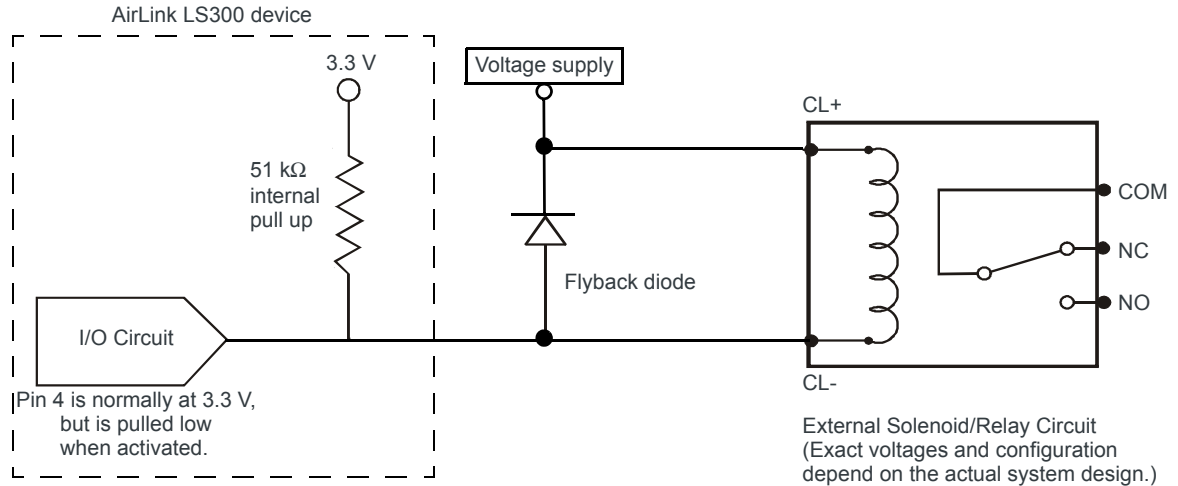 AirLink LS300 device
3.3 V
Voltage supply
CL+
51 kΩ
internal
pull up
COM
NC
Flyback diode
NO
I/O Circuit
CL-
Pin 4 is normally at 3.3 V,
but is pulled low
when activated.
External Solenoid/Relay Circuit
(Exact voltages and configuration
depend on the actual system design.)